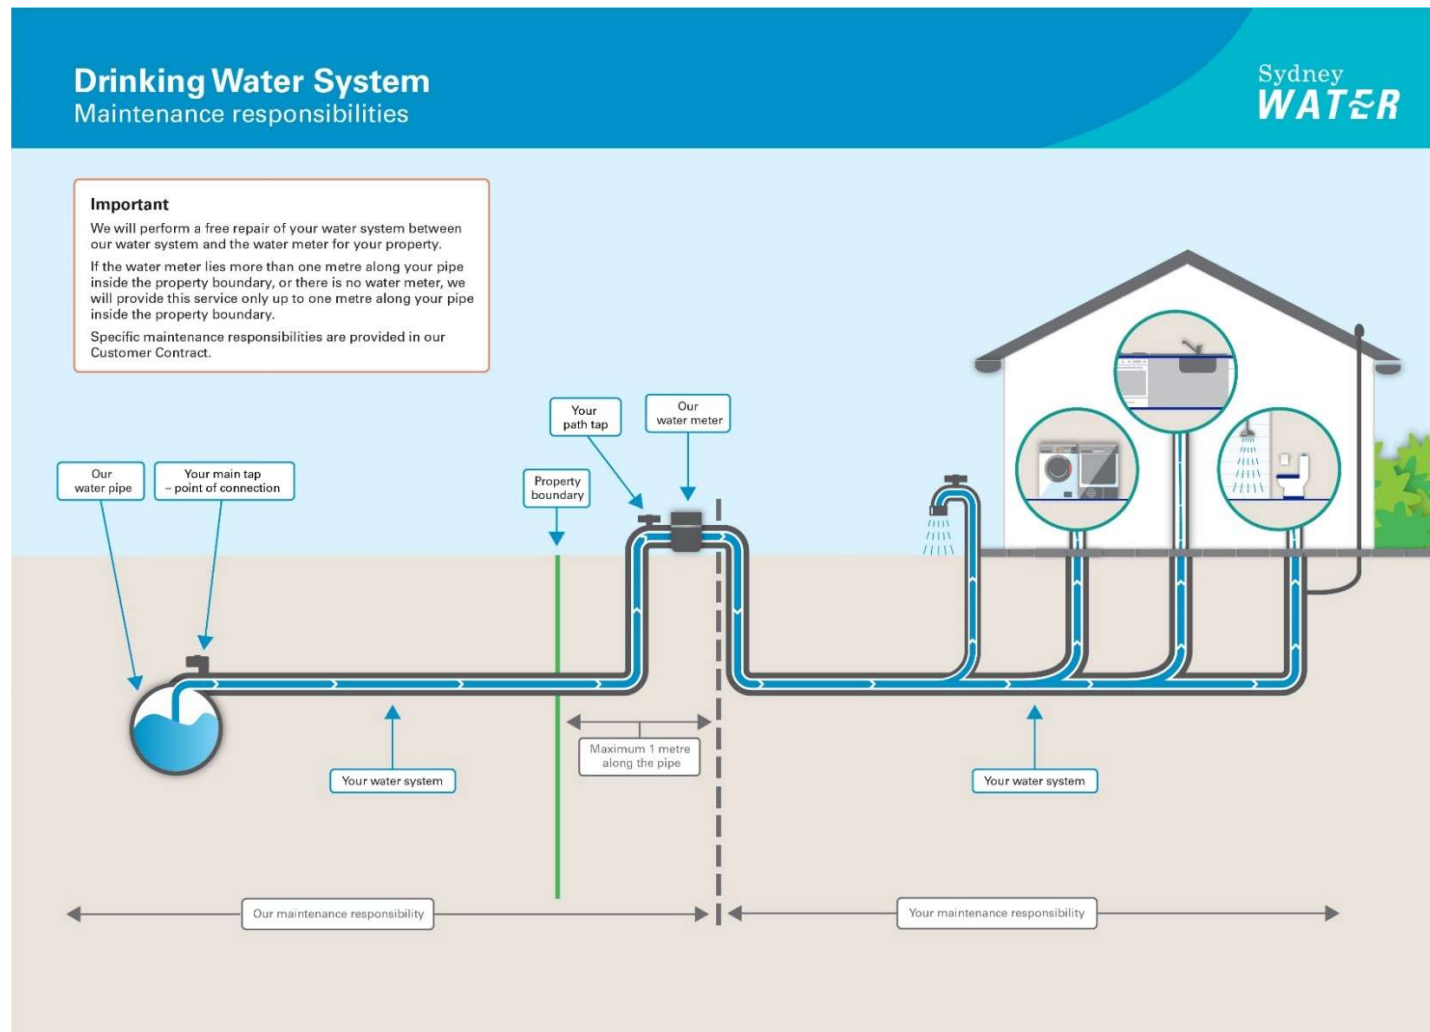 Drinking Water System
Maintenance responsibilities
Sydney
WATER
Important
We will perform a free repair of your water system between
our water system and the water meter for your property.
If the water meter lies more than one metre along your pipe
inside the property boundary, or there is no water meter, we
will provide this service only up to one metre along your pipe
inside the property boundary.
Specific maintenance responsibilities are provided in our
Customer Contract.
Our
water pipe
Your main tap
– point of connection
Property
boundary
Your
path tap
Our
water meter
Maximum 1 metre
along the pipe
Your water system
Your water system
Our maintenance responsibility
Your maintenance responsibility